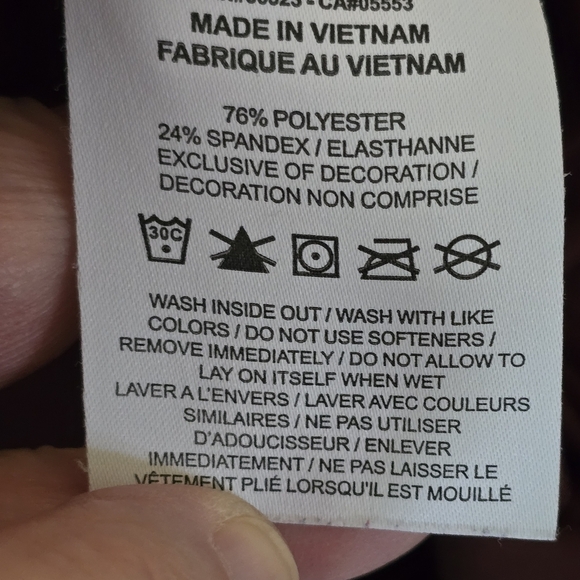 CA#05553
MADE IN VIETNAM
FABRIQUE AU VIETNAM
76% POLYESTER
24% SPANDEX / ELASTHANNE
EXCLUSIVE OF DECORATION /
DECORATION NON COMPRISE
30C
WASH INSIDE OUT / WASH WITH LIKE
COLORS / DO NOT USE SOFTENERS /
REMOVE IMMEDIATELY / DO NOT ALLOW TO
LAY ON ITSELF WHEN WET
LAVER A L'ENVERS / LAVER AVEC COULEURS
SIMILAIRES / NE PAS UTILISER
D'ADOUCISSEUR / ENLEVER
IMMEDIATEMENT / NE PAS LAISSER LE
VÊTEMENT PLIÉ LORSQU'IL EST MOUILLÉ